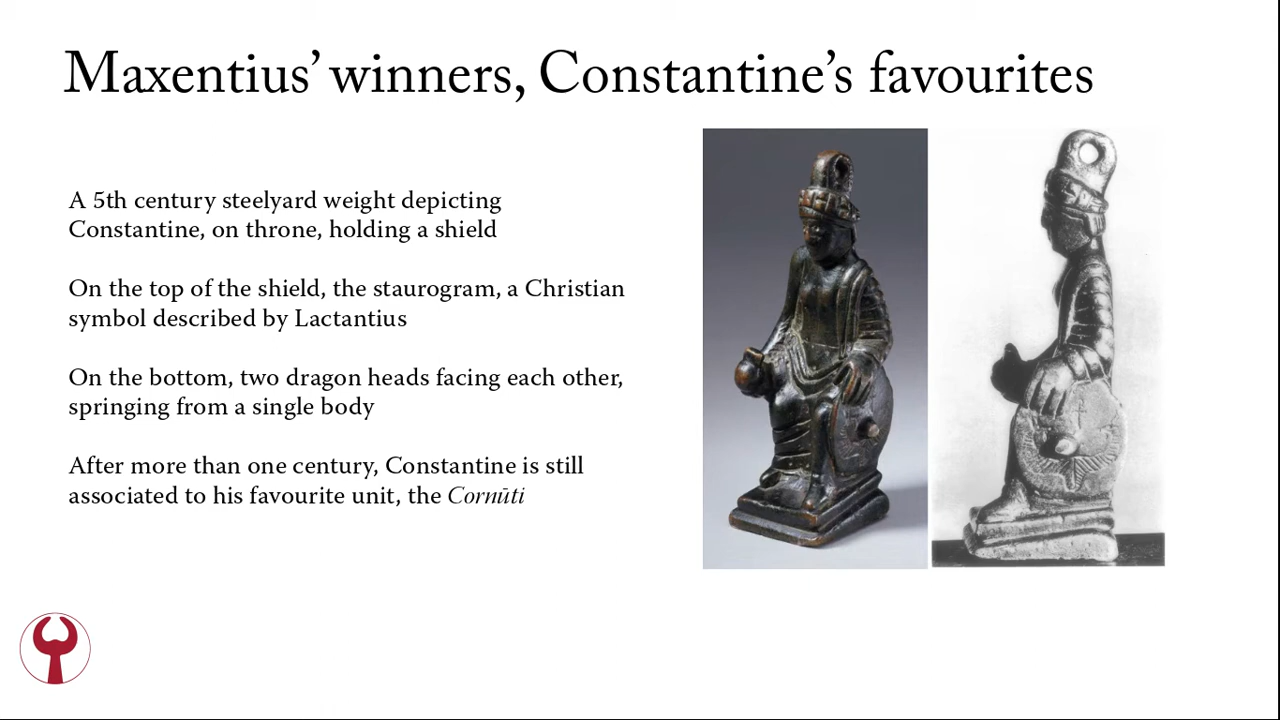 Maxentius’ winners, Constantine’s favourites
A 5th century steelyard weight depicting
Constantine, on throne, holding a shield
On the top of the shield, the staurogram, a Christian
symbol described by Lactantius
On the bottom, two dragon heads facing each other,
springing from a single body
After more than one century, Constantine is still
associated to his favourite unit, the Cornūti